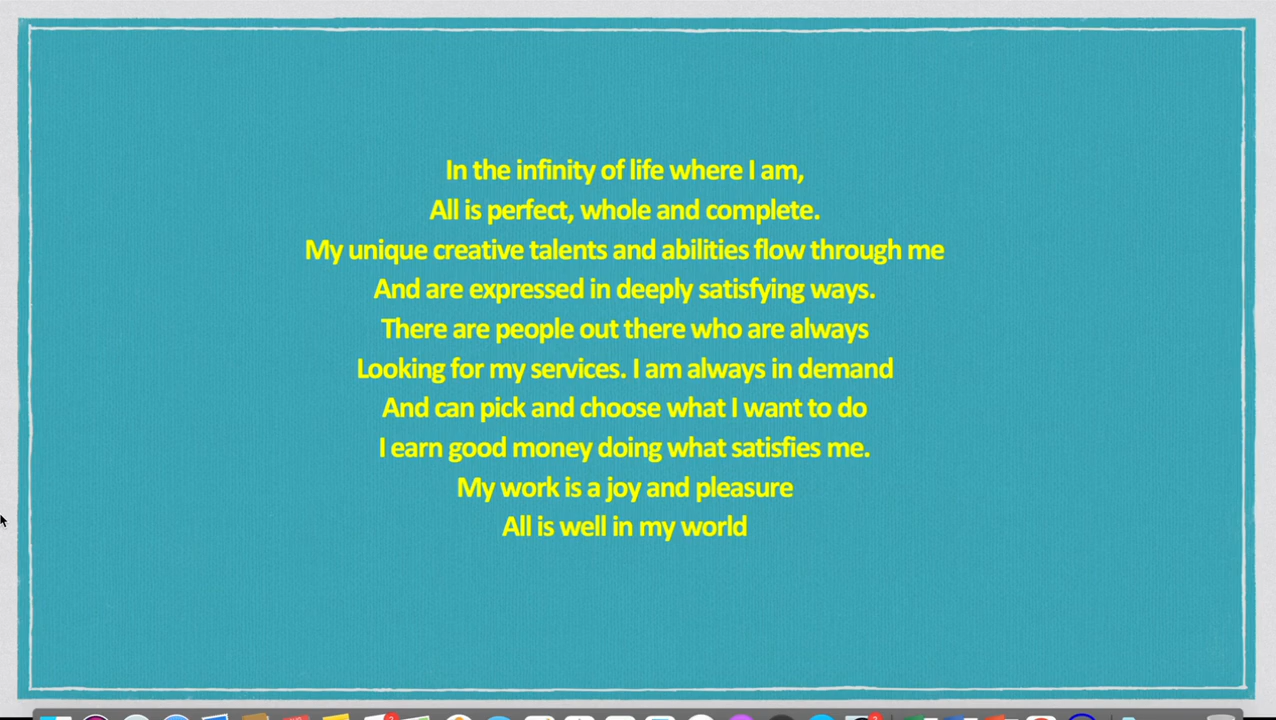 In the infinity of life where I am,
All is perfect, whole and complete.
My unique creative talents and abilities flow through me
And are expressed in deeply satisfying ways.
There are people out there who are always
Looking for my services. I am always in demand
And can pick and choose what I want to do
I earn good money doing what satisfies me.
My work is a joy and pleasure
All is well in my world